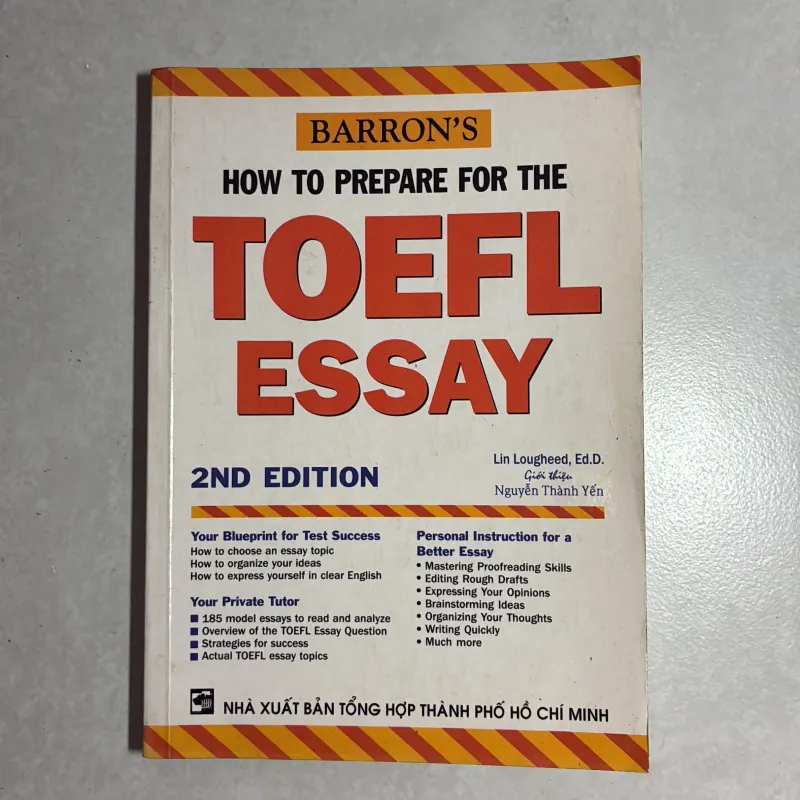 BARRON'S
HOW TO PREPARE FOR THE
TOEFL
ESSAY
2ND EDITION
Lin Lougheed, Ed.D.
Giới thiệu
Nguyễn Thành Yến
Your Blueprint for Test Success
How to choose an essay topic
How to organize your ideas
How to express yourself in clear English
Your Private Tutor
■ 185 model essays to read and analyze
■ Overview of the TOEFL Essay Question
■ Strategies for success
■ Actual TOEFL essay topics
Personal Instruction for a
Better Essay
• Mastering Proofreading Skills
• Editing Rough Drafts
• Expressing Your Opinions
• Brainstorming Ideas
• Organizing Your Thoughts
• Writing Quickly
• Much more
NHÀ XUẤT BẢN TỔNG HỢP THÀNH PHỐ HỒ CHÍ MINH